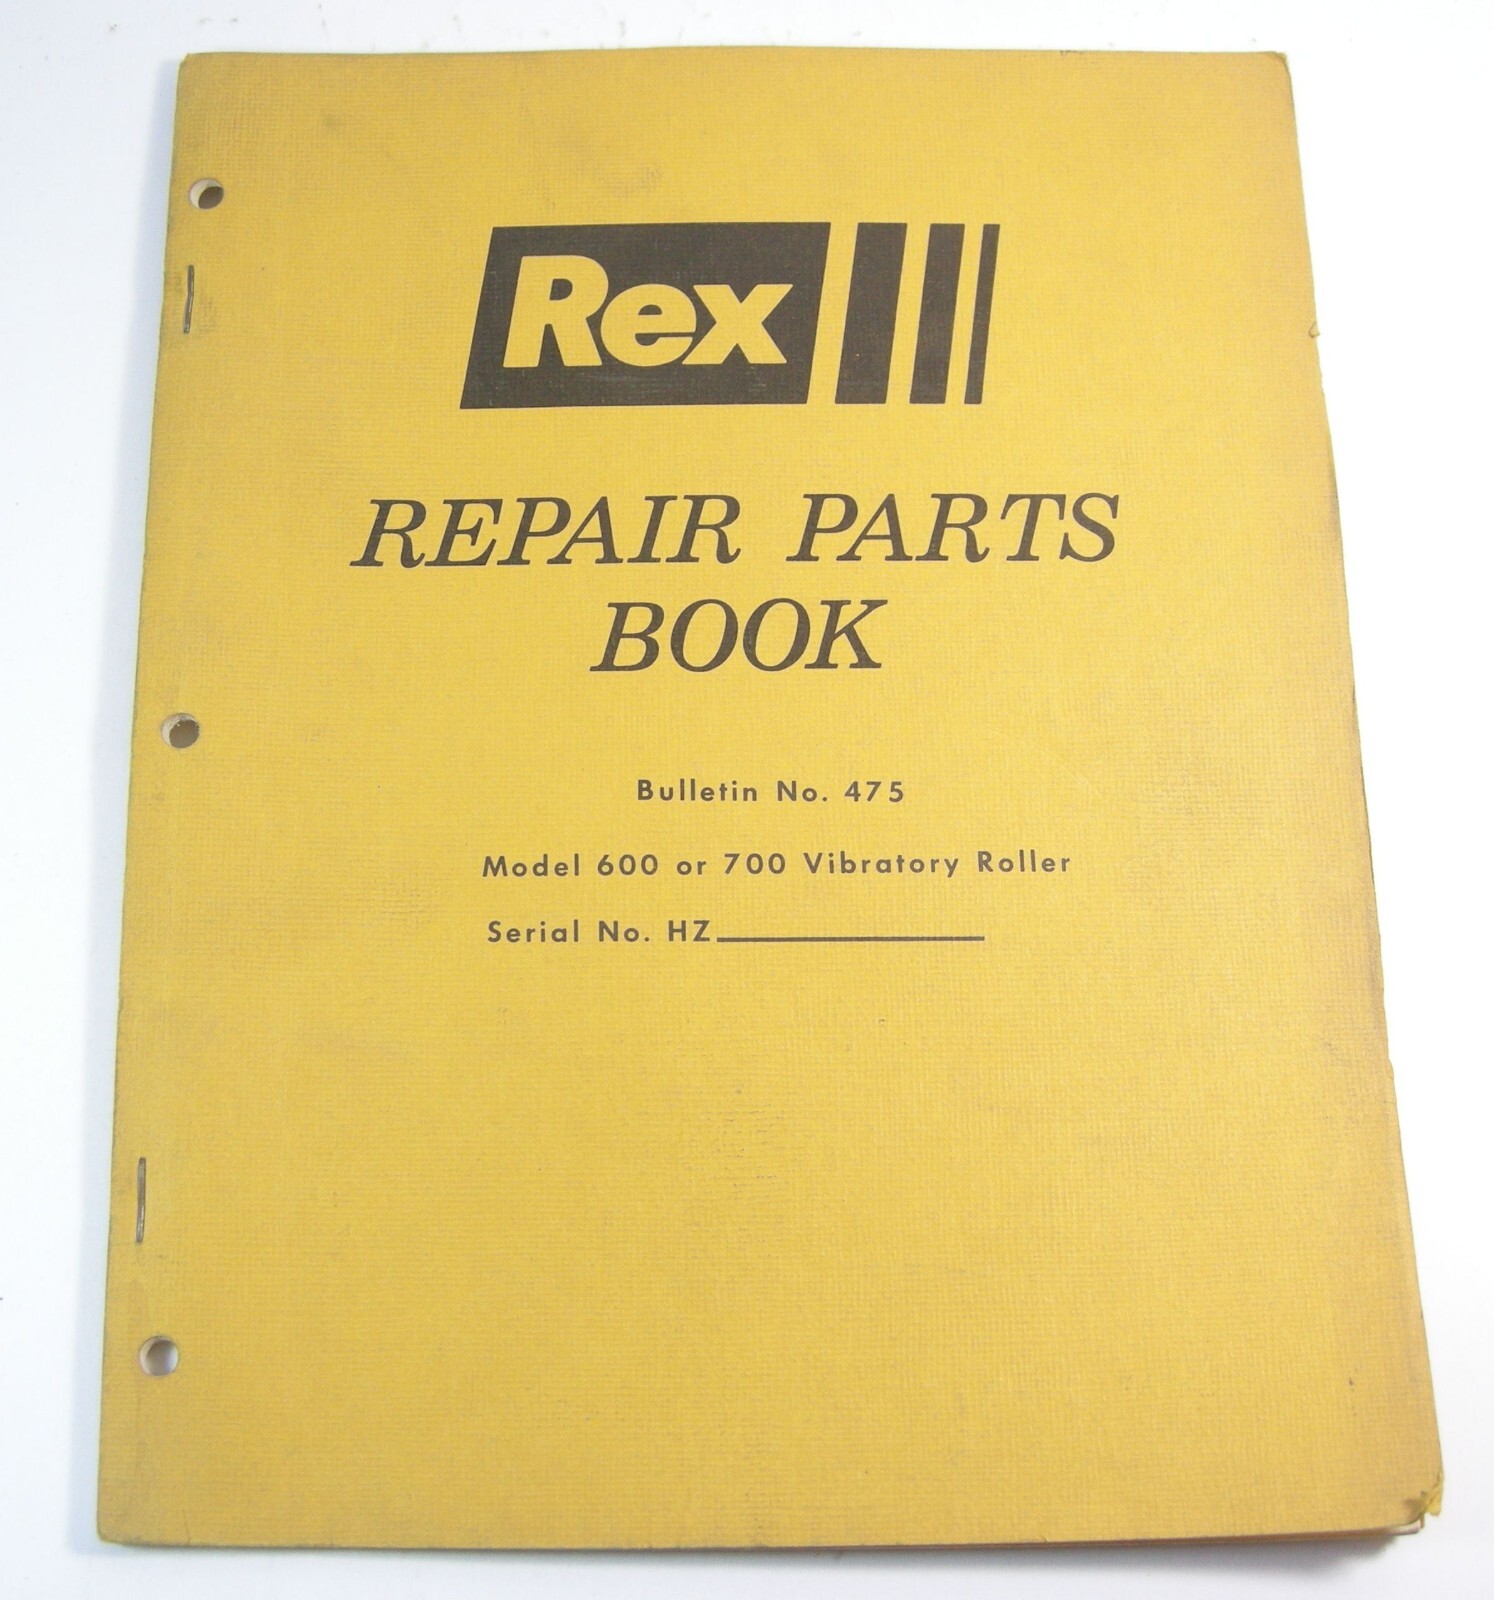 Rex
REPAIR PARTS
BOOK
Bulletin No. 475
Model 600 or 700 Vibratory Roller
Serial No. HZ